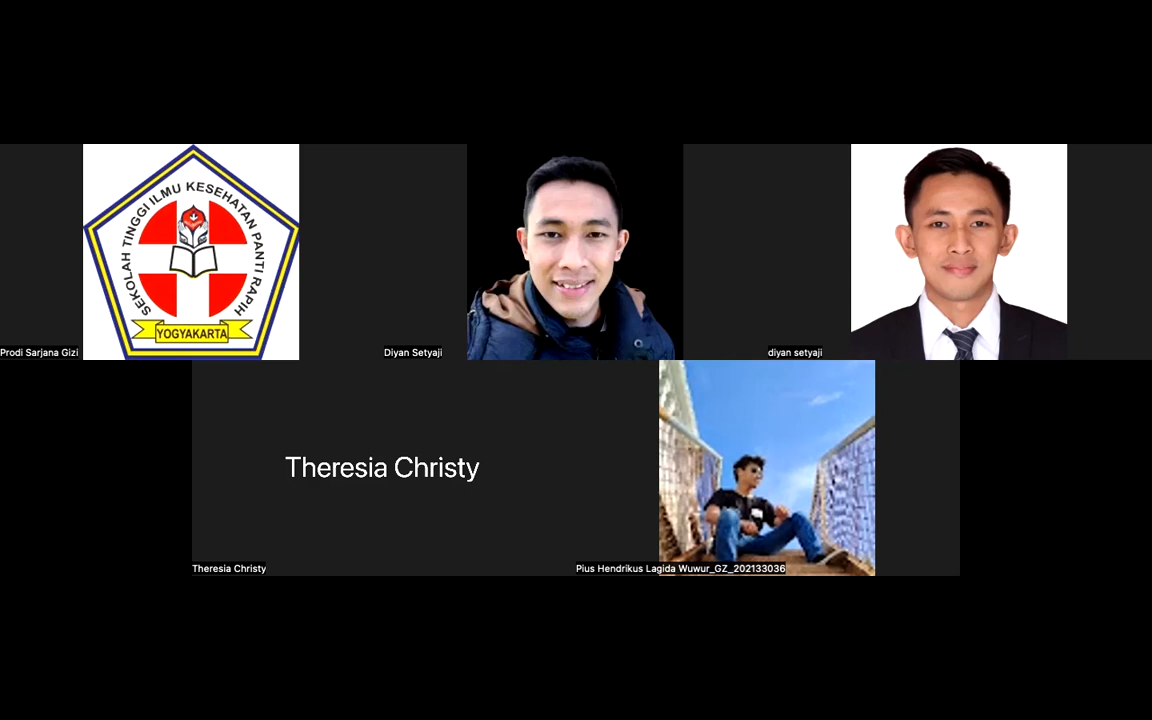 SEKOLAH TINGGI ILMU KESEHATAN PANTI RAPIH
YOGYAKARTA
Prodi Sarjana Gizi
Diyan Setyaji
diyan setyaji
Theresia Christy
Theresia Christy
Pius Hendrikus Lagida Wuwur_GZ_202133036